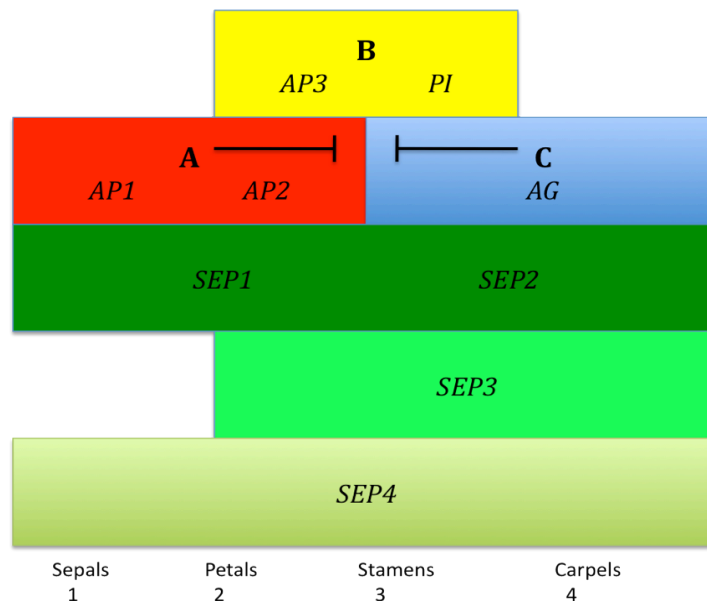 B
AP3 PI
A C
AP1 AP2 AG
SEP1 SEP2
SEP3
SEP4
Sepals Petals Stamens Carpels
1 2 3 4